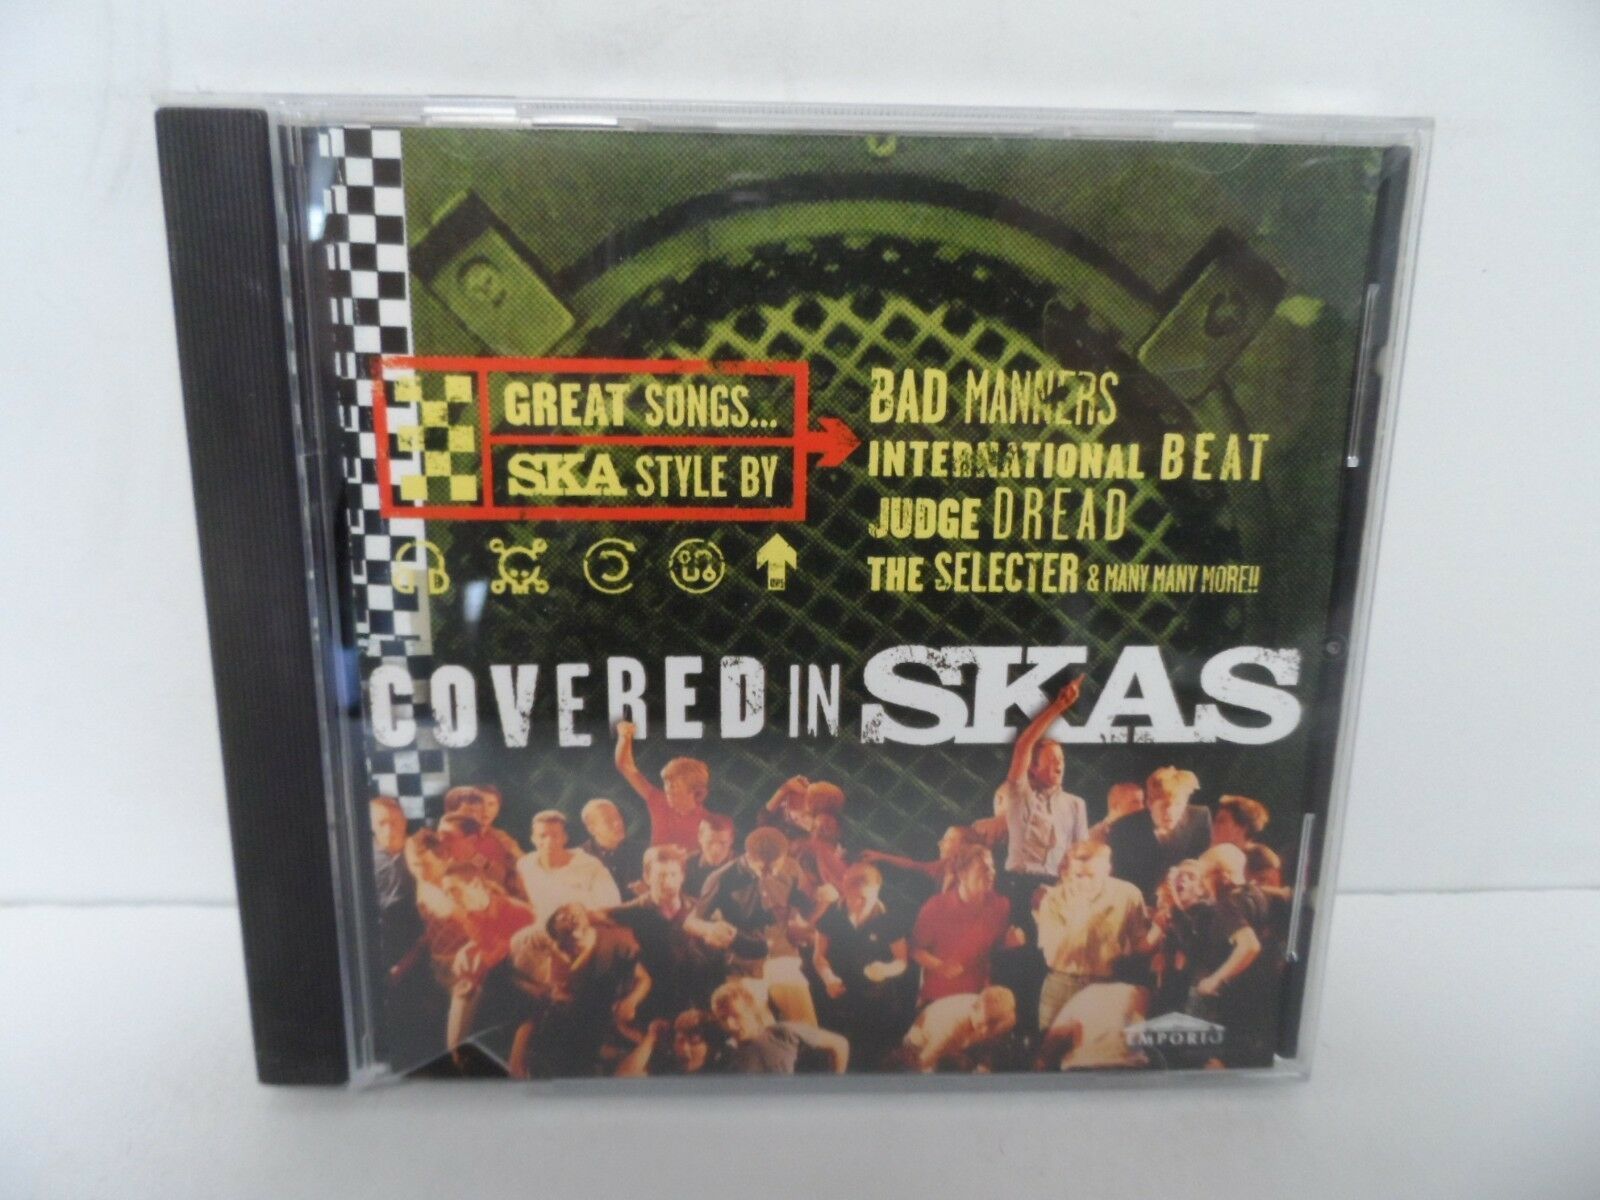 GREAT SONGS...
SKA STYLE BY
BAD MANNERS
INTERNATIONAL BEAT
JUDGE DREAD
THE SELECTER & MANY MANY MORE!!
COVERED IN SKAS
EMPORIO